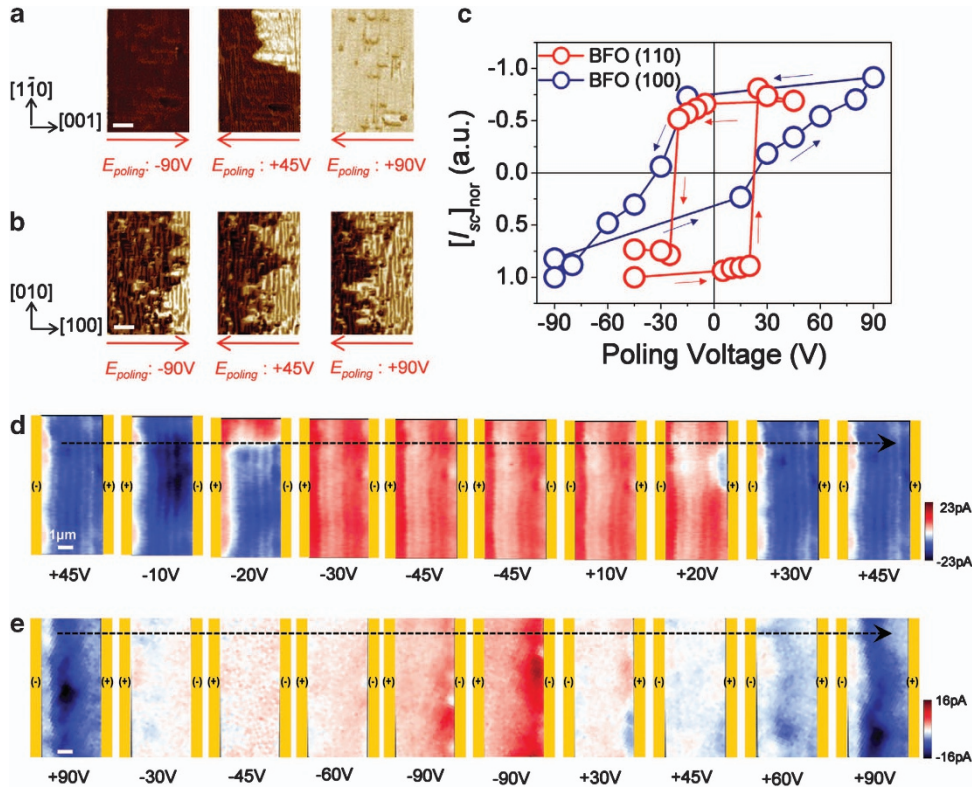 a
[11̄0]
[001]
E_poling: -90V
E_poling: +45V
E_poling: +90V
b
[010]
[100]
E_poling: -90V
E_poling : +45V
E_poling : +90V
c
BFO (110)
BFO (100)
[I_sc]_nor (a.u.)
-1.0
-0.5
0.0
0.5
1.0
-90 -60 -30 0 30 60 90
Poling Voltage (V)
d
(-) (+) (-) (+) (-) (+) (-) (+)
1μm
23pA
-23pA
+45V -10V -20V -30V -45V -45V +10V +20V +30V +45V
e
(-) (+) (-) (+) (-) (+) (-) (+)
16pA
-16pA
+90V -30V -45V -60V -90V -90V +30V +45V +60V +90V